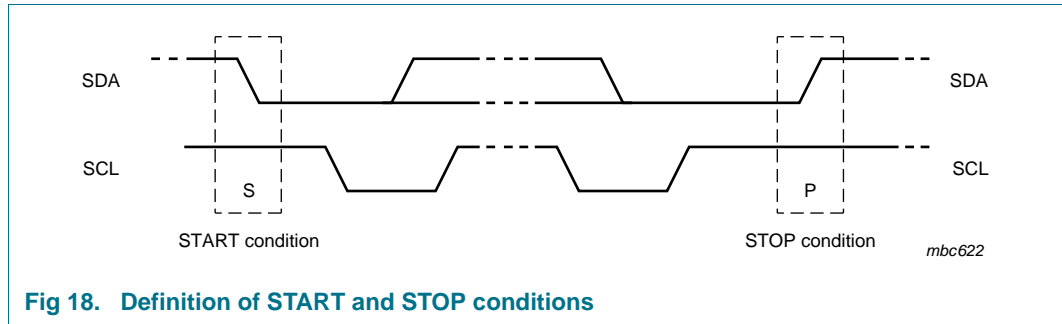 SDA
SDA
SCL
SCL
S
P
START condition
STOP condition
mbc622
Fig 18. Definition of START and STOP conditions